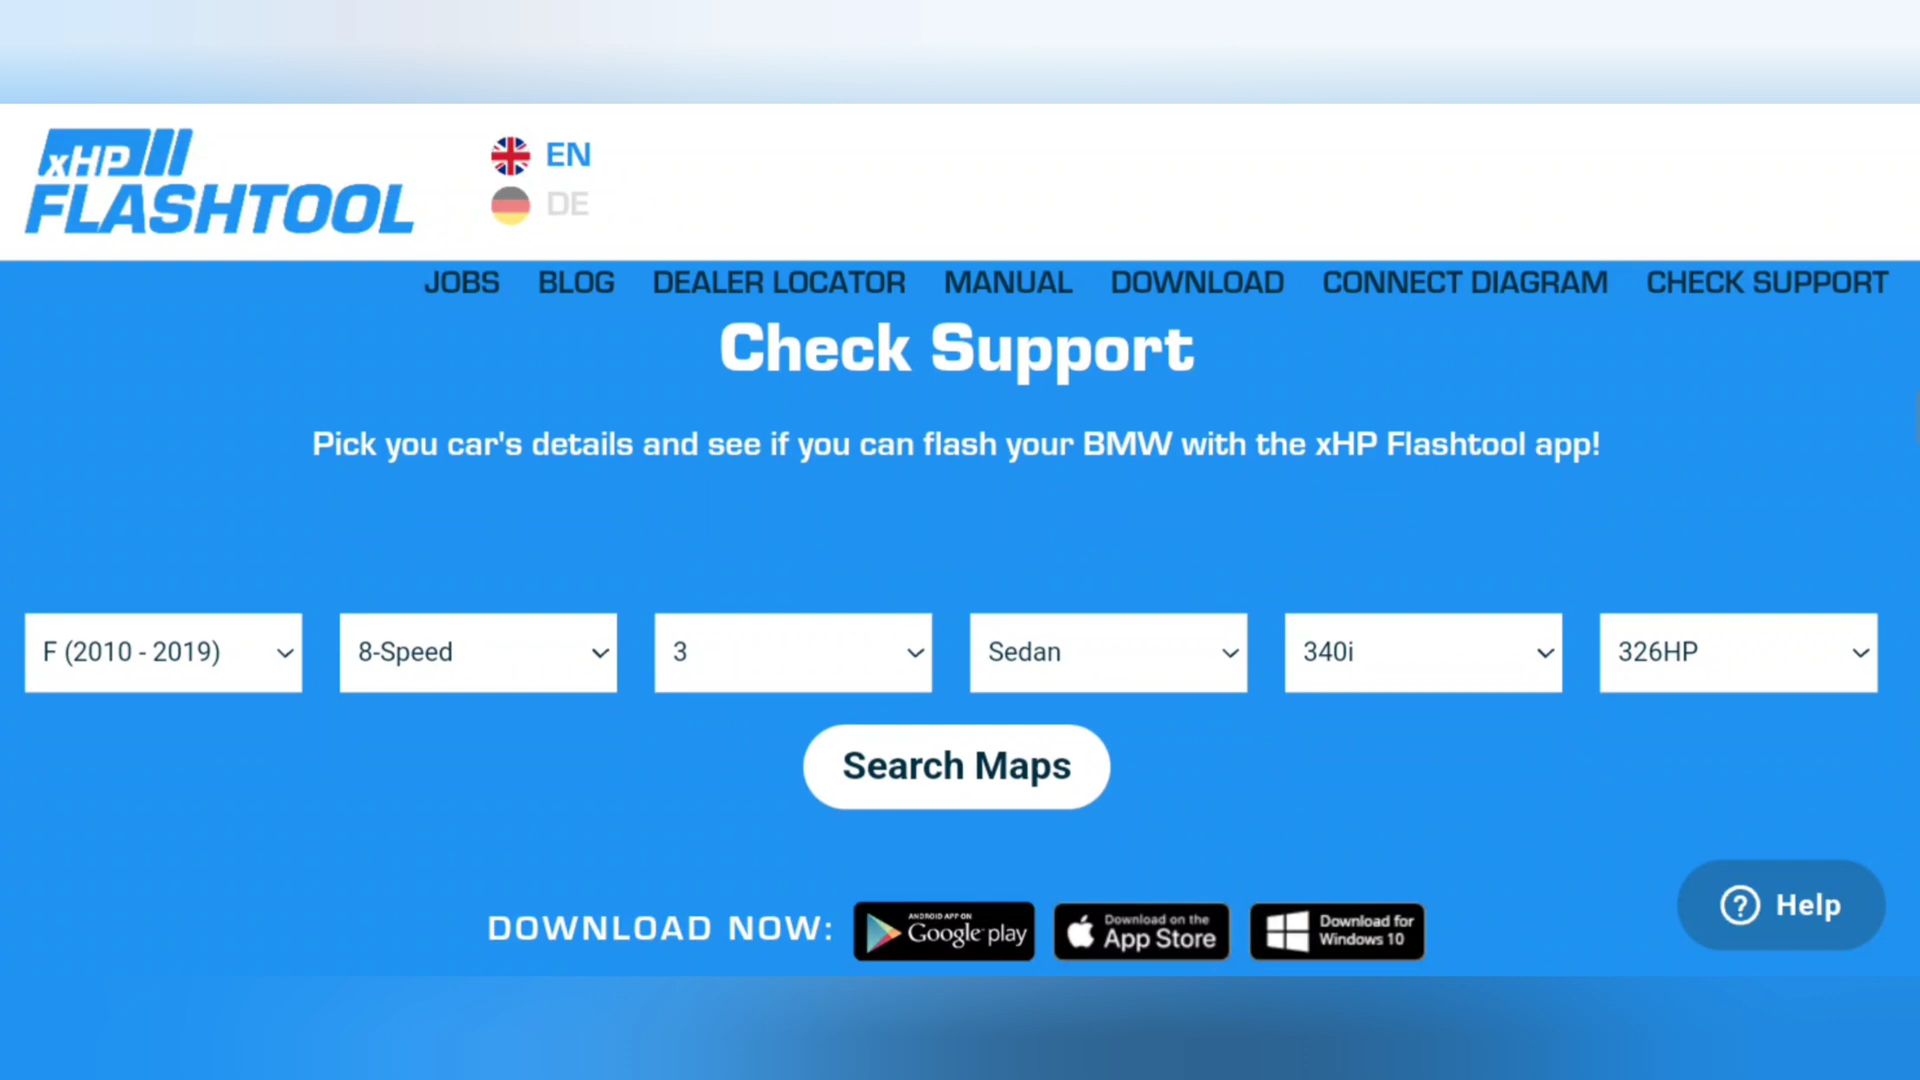 xHP
FLASHTOOL
EN
DE
JOBS BLOG DEALER LOCATOR MANUAL DOWNLOAD CONNECT DIAGRAM CHECK SUPPORT
Check Support
Pick you car's details and see if you can flash your BMW with the xHP Flashtool app!
F (2010 - 2019) 8-Speed 3 Sedan 340i 326HP
Search Maps
DOWNLOAD NOW:
ANDROID APP ON
Google play
Download on the
App Store
Download for
Windows 10
? Help